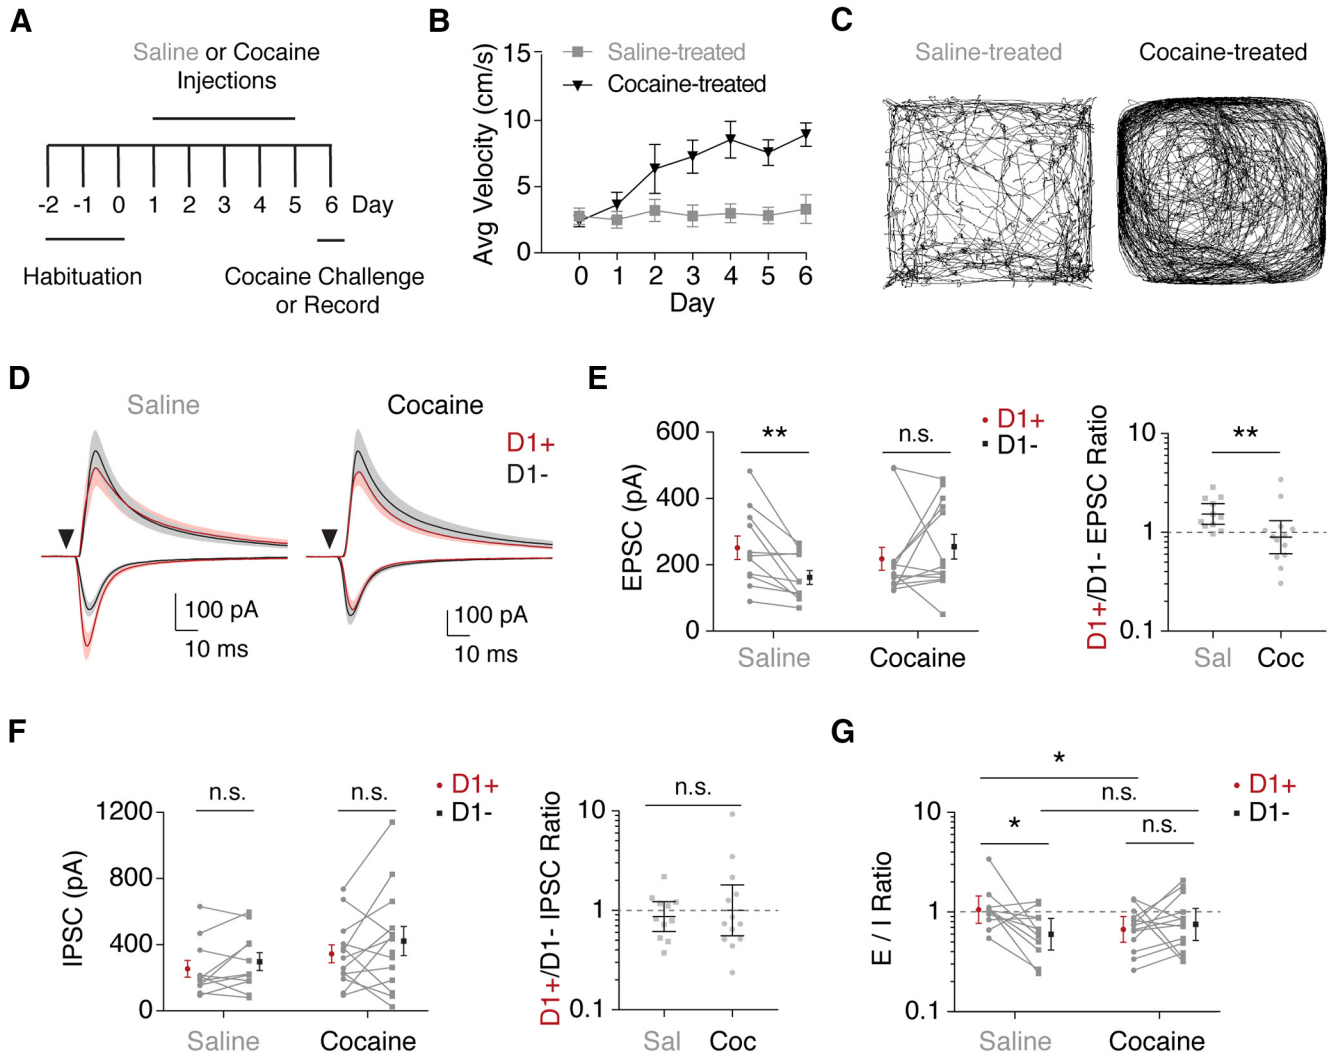 A
Saline or Cocaine
Injections
-2 -1 0 1 2 3 4 5 6 Day
Habituation
Cocaine Challenge
or Record
B
Avg Velocity (cm/s)
15
10
5
0
Saline-treated
Cocaine-treated
0 1 2 3 4 5 6
Day
C
Saline-treated
Cocaine-treated
D
Saline
Cocaine
D1+
D1-
100 pA
10 ms
100 pA
10 ms
E
EPSC (pA)
600
400
200
0
**
n.s.
D1+
D1-
Saline
Cocaine
D1+/D1- EPSC Ratio
10
1
0.1
**
Sal
Coc
F
IPSC (pA)
1200
800
400
0
n.s.
n.s.
D1+
D1-
Saline
Cocaine
D1+/D1- IPSC Ratio
10
1
0.1
n.s.
Sal
Coc
G
E / I Ratio
10
1
0.1
*
n.s.
*
n.s.
D1+
D1-
Saline
Cocaine